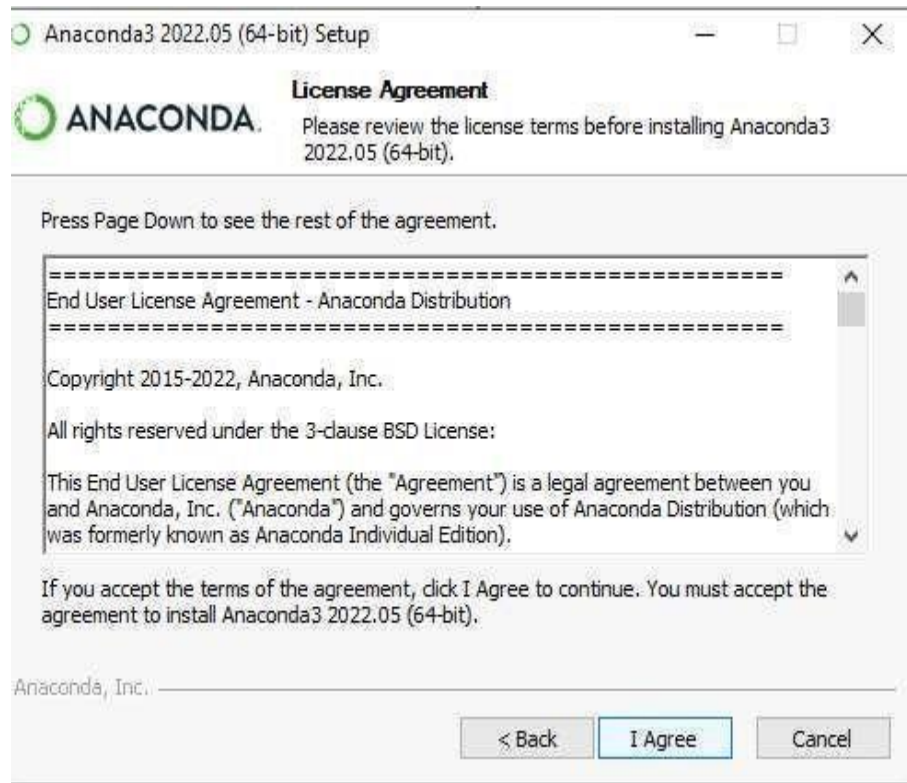 Anaconda3 2022.05 (64-bit) Setup
ANACONDA.
License Agreement
Please review the license terms before installing Anaconda3
2022.05 (64-bit).
Press Page Down to see the rest of the agreement.
====================================================
End User License Agreement - Anaconda Distribution
====================================================
Copyright 2015-2022, Anaconda, Inc.
All rights reserved under the 3-clause BSD License:
This End User License Agreement (the "Agreement") is a legal agreement between you
and Anaconda, Inc. ("Anaconda") and governs your use of Anaconda Distribution (which
was formerly known as Anaconda Individual Edition).
If you accept the terms of the agreement, click I Agree to continue. You must accept the
agreement to install Anaconda3 2022.05 (64-bit).
Anaconda, Inc.
< Back
I Agree
Cancel